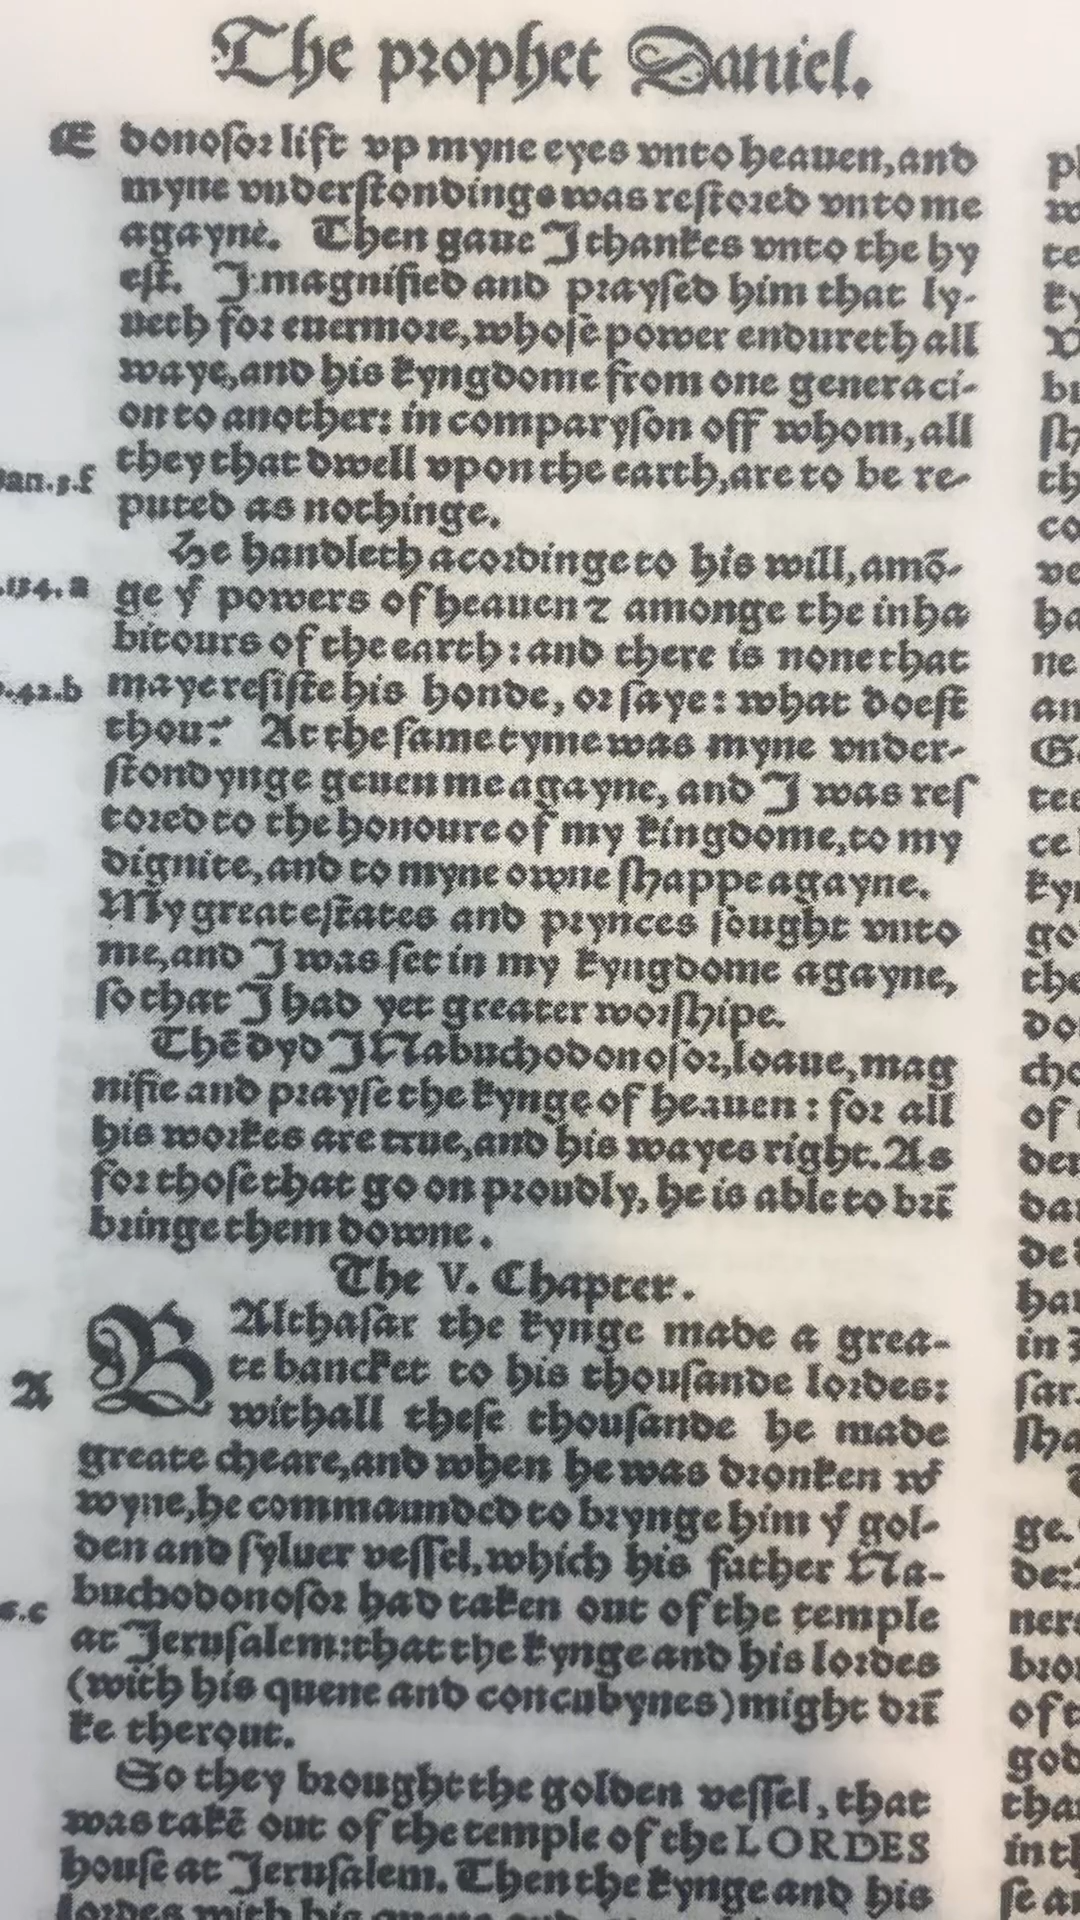 The prophet Daniel.
E
donoſor lift vp myne eyes vnto heauen, and
myne vnderſtondinge was reſtored vnto me
agayne. Then gaue I thankes vnto the hy
eſt. I magnified and prayſed him that ly-
ueth for euermore, whoſe power endureth all
waye, and his kyngdome from one generaci-
on to another: in comparyſon off whom, all
they that dwell vpon the earth, are to be re-
puted as nothinge.
He handleth acordinge to his will, amō-
ge yͤ powers of heauen ⁊ amonge the inha
bitours of the earth: and there is none that
maye reſiſte his honde, or ſaye: what doeſt
thou? At the ſame tyme was myne vnder-
ſtondynge geuen me agayne, and I was reſ
tored to the honoure of my kingdome, to my
dignite, and to myne owne ſhappe agayne.
My greate eſtates and prynces ſought vnto
me, and I was ſet in my kyngdome agayne,
ſo that I had yet greater worſhipe.
Thē dyd I Nabuchodonoſor, loaue, mag
nifie and prayſe the kynge of heauen: for all
his workes are true, and his wayes right. As
for thoſe that go on proudly, he is able to brī
bringe them downe.
The V. Chapter.
A
BAlthaſar the kynge made a grea-
te bancket to his thouſande lordes:
withall theſe thouſande he made
greate cheare, and when he was dronken wͭ
wyne, he commaunded to brynge him yͤ gol-
den and ſyluer veſſel, which his father Na-
buchodonoſor had taken out of the temple
at Jeruſalem: that the kynge and his lordes
(with his quene and concubynes) might drī
ke therout.
So they brought the golden veſſel, that
was takē out of the temple of the LORDES
houſe at Jeruſalem. Then the kynge and his
lordes with his quene and